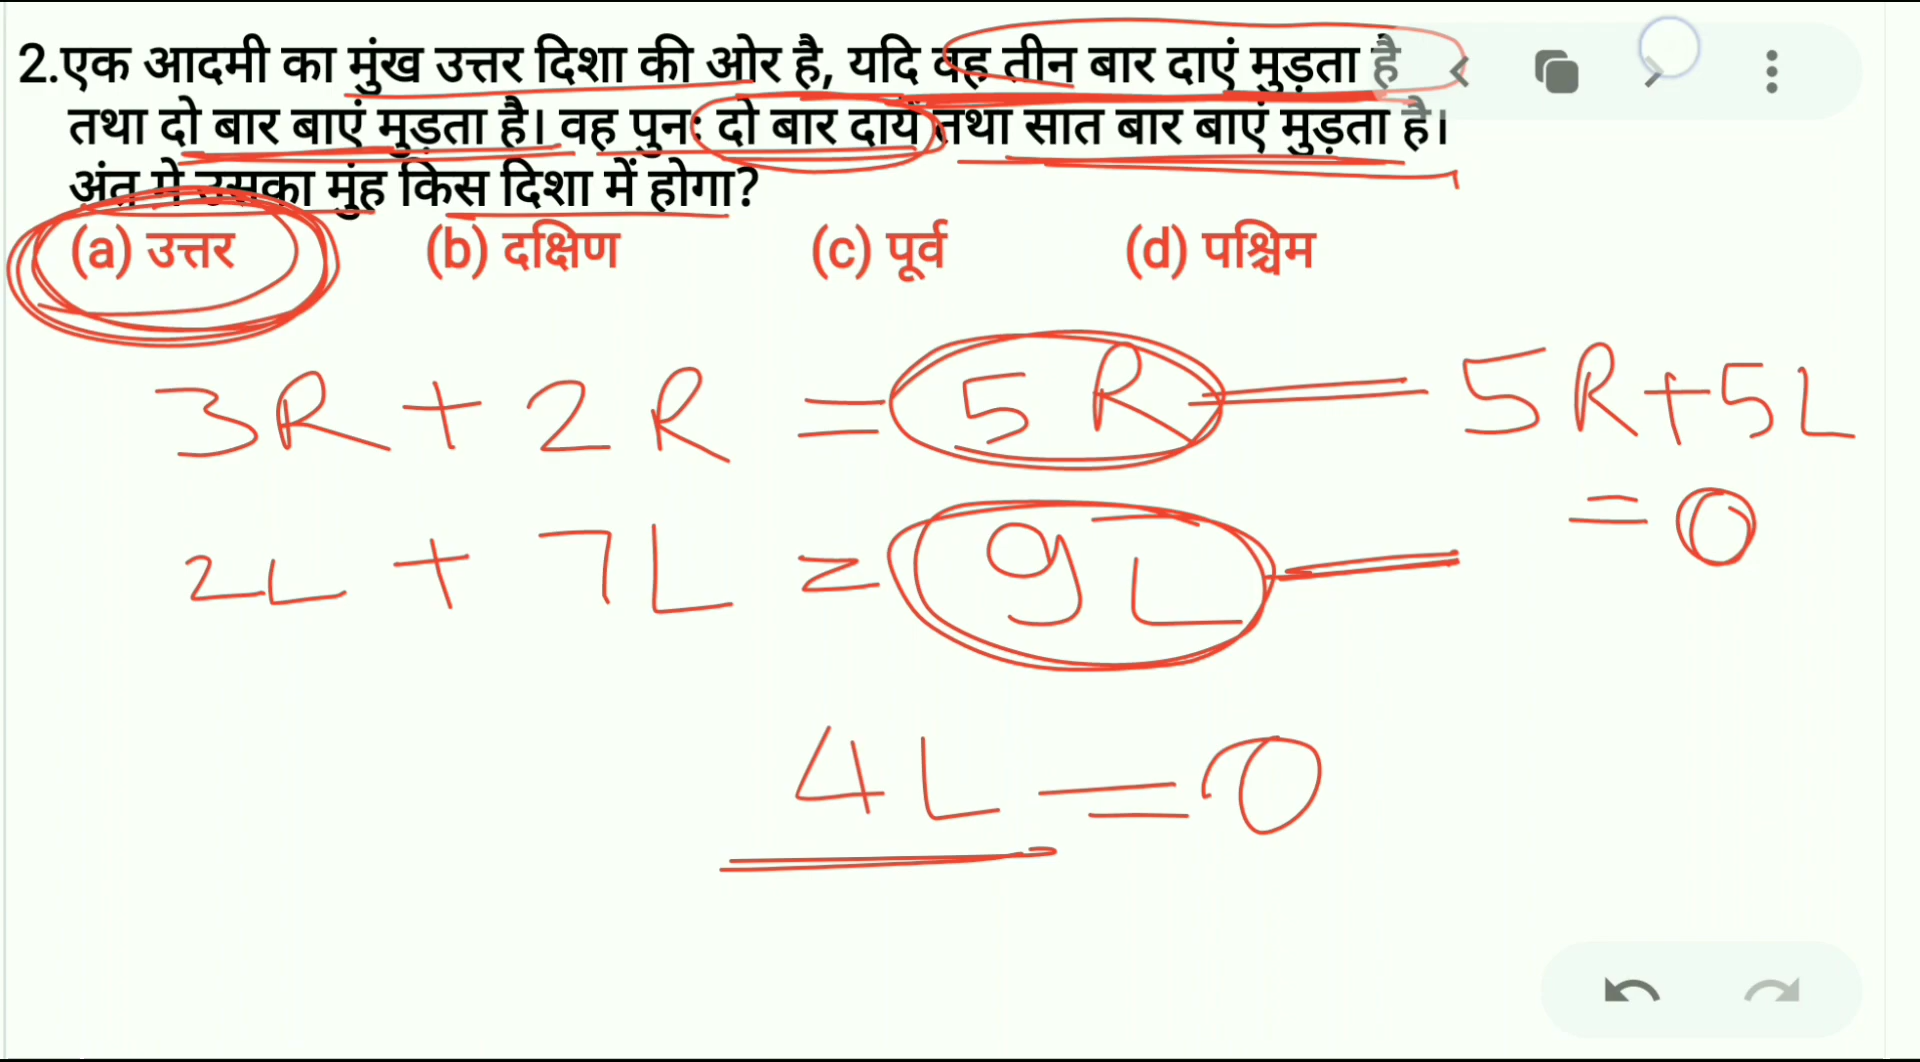 2.एक आदमी का मुंख उत्तर दिशा की ओर है, यदि वह तीन बार दाएं मुड़ता है
तथा दो बार बाएं मुड़ता है। वह पुनः दो बार दायें तथा सात बार बाएं मुड़ता है।
अंत में उसका मुंह किस दिशा में होगा?
(a) उत्तर (b) दक्षिण (c) पूर्व (d) पश्चिम
3R + 2R = 5R = 5R+5L
= 0
2L + 7L = 9L =
4L = 0